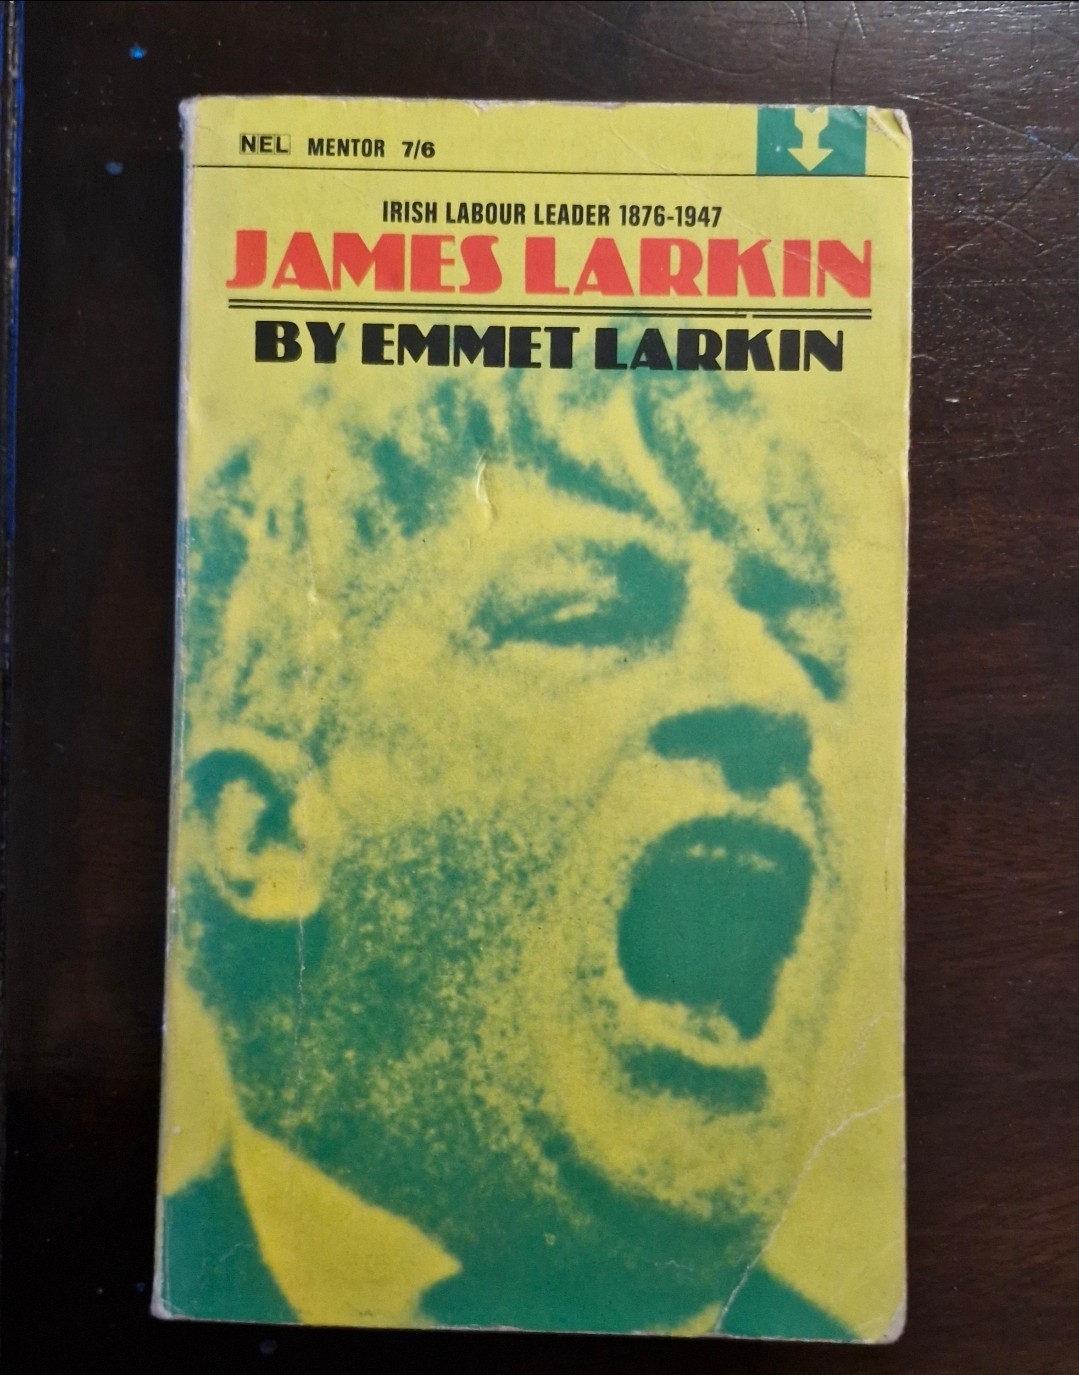 NEL MENTOR 7/6
IRISH LABOUR LEADER 1876-1947
JAMES LARKIN
BY EMMET LARKIN